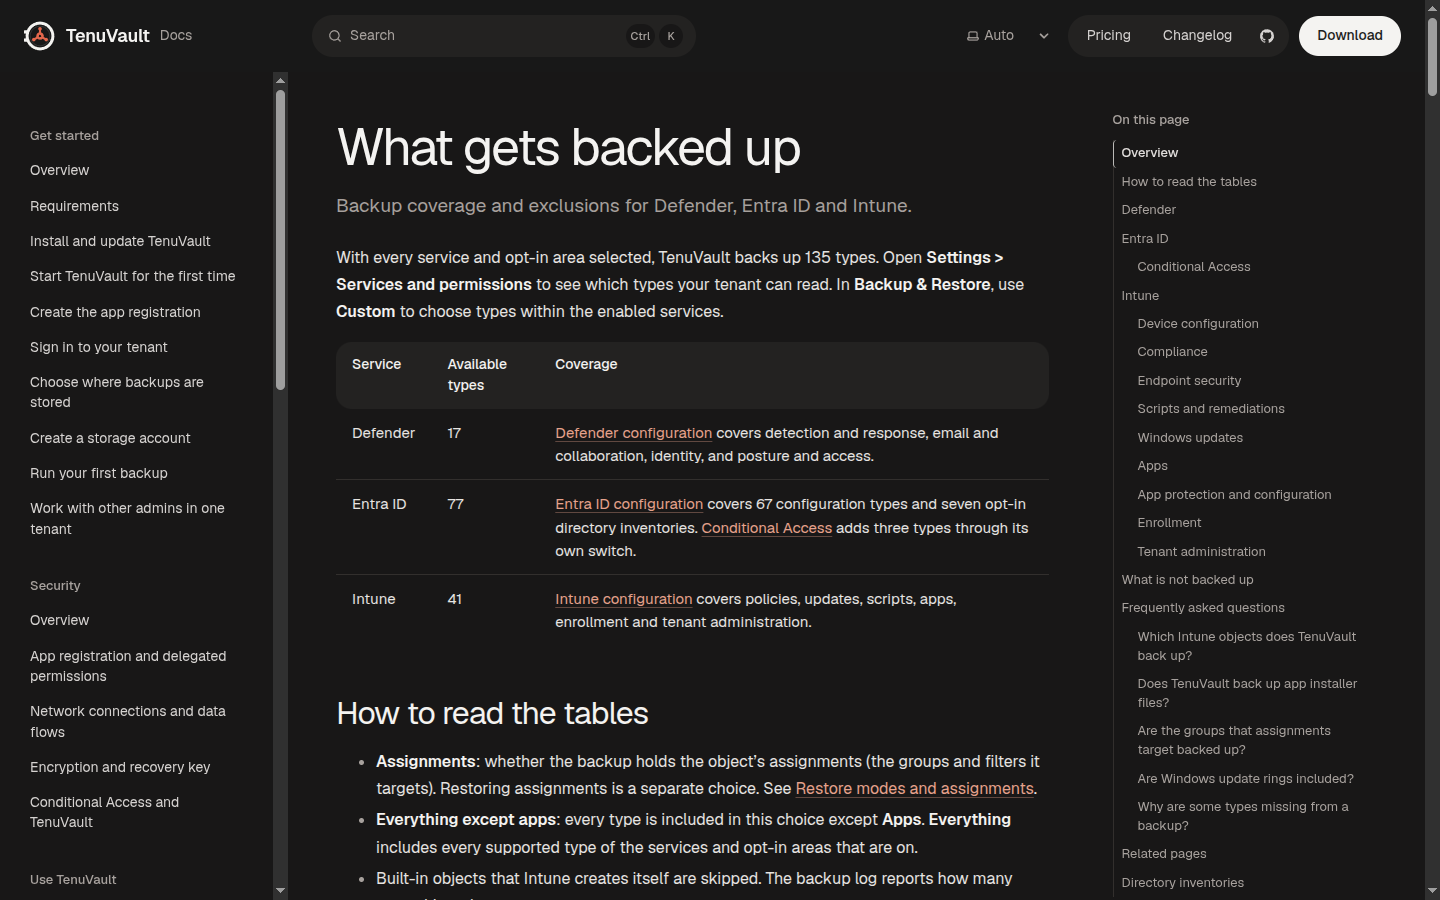 TenuVault Docs
Search Ctrl K
Auto
Pricing Changelog
Download
Get started
Overview
Requirements
Install and update TenuVault
Start TenuVault for the first time
Create the app registration
Sign in to your tenant
Choose where backups are
stored
Create a storage account
Run your first backup
Work with other admins in one
tenant
Security
Overview
App registration and delegated
permissions
Network connections and data
flows
Encryption and recovery key
Conditional Access and
TenuVault
Use TenuVault
What gets backed up
Backup coverage and exclusions for Defender, Entra ID and Intune.
With every service and opt-in area selected, TenuVault backs up 135 types. Open Settings >
Services and permissions to see which types your tenant can read. In Backup & Restore, use
Custom to choose types within the enabled services.
Service Available Coverage
types
Defender 17 Defender configuration covers detection and response, email and
collaboration, identity, and posture and access.
Entra ID 77 Entra ID configuration covers 67 configuration types and seven opt-in
directory inventories. Conditional Access adds three types through its
own switch.
Intune 41 Intune configuration covers policies, updates, scripts, apps,
enrollment and tenant administration.
How to read the tables
• Assignments: whether the backup holds the object's assignments (the groups and filters it
targets). Restoring assignments is a separate choice. See Restore modes and assignments.
• Everything except apps: every type is included in this choice except Apps. Everything
includes every supported type of the services and opt-in areas that are on.
• Built-in objects that Intune creates itself are skipped. The backup log reports how many
On this page
Overview
How to read the tables
Defender
Entra ID
Conditional Access
Intune
Device configuration
Compliance
Endpoint security
Scripts and remediations
Windows updates
Apps
App protection and configuration
Enrollment
Tenant administration
What is not backed up
Frequently asked questions
Which Intune objects does TenuVault
back up?
Does TenuVault back up app installer
files?
Are the groups that assignments
target backed up?
Are Windows update rings included?
Why are some types missing from a
backup?
Related pages
Directory inventories